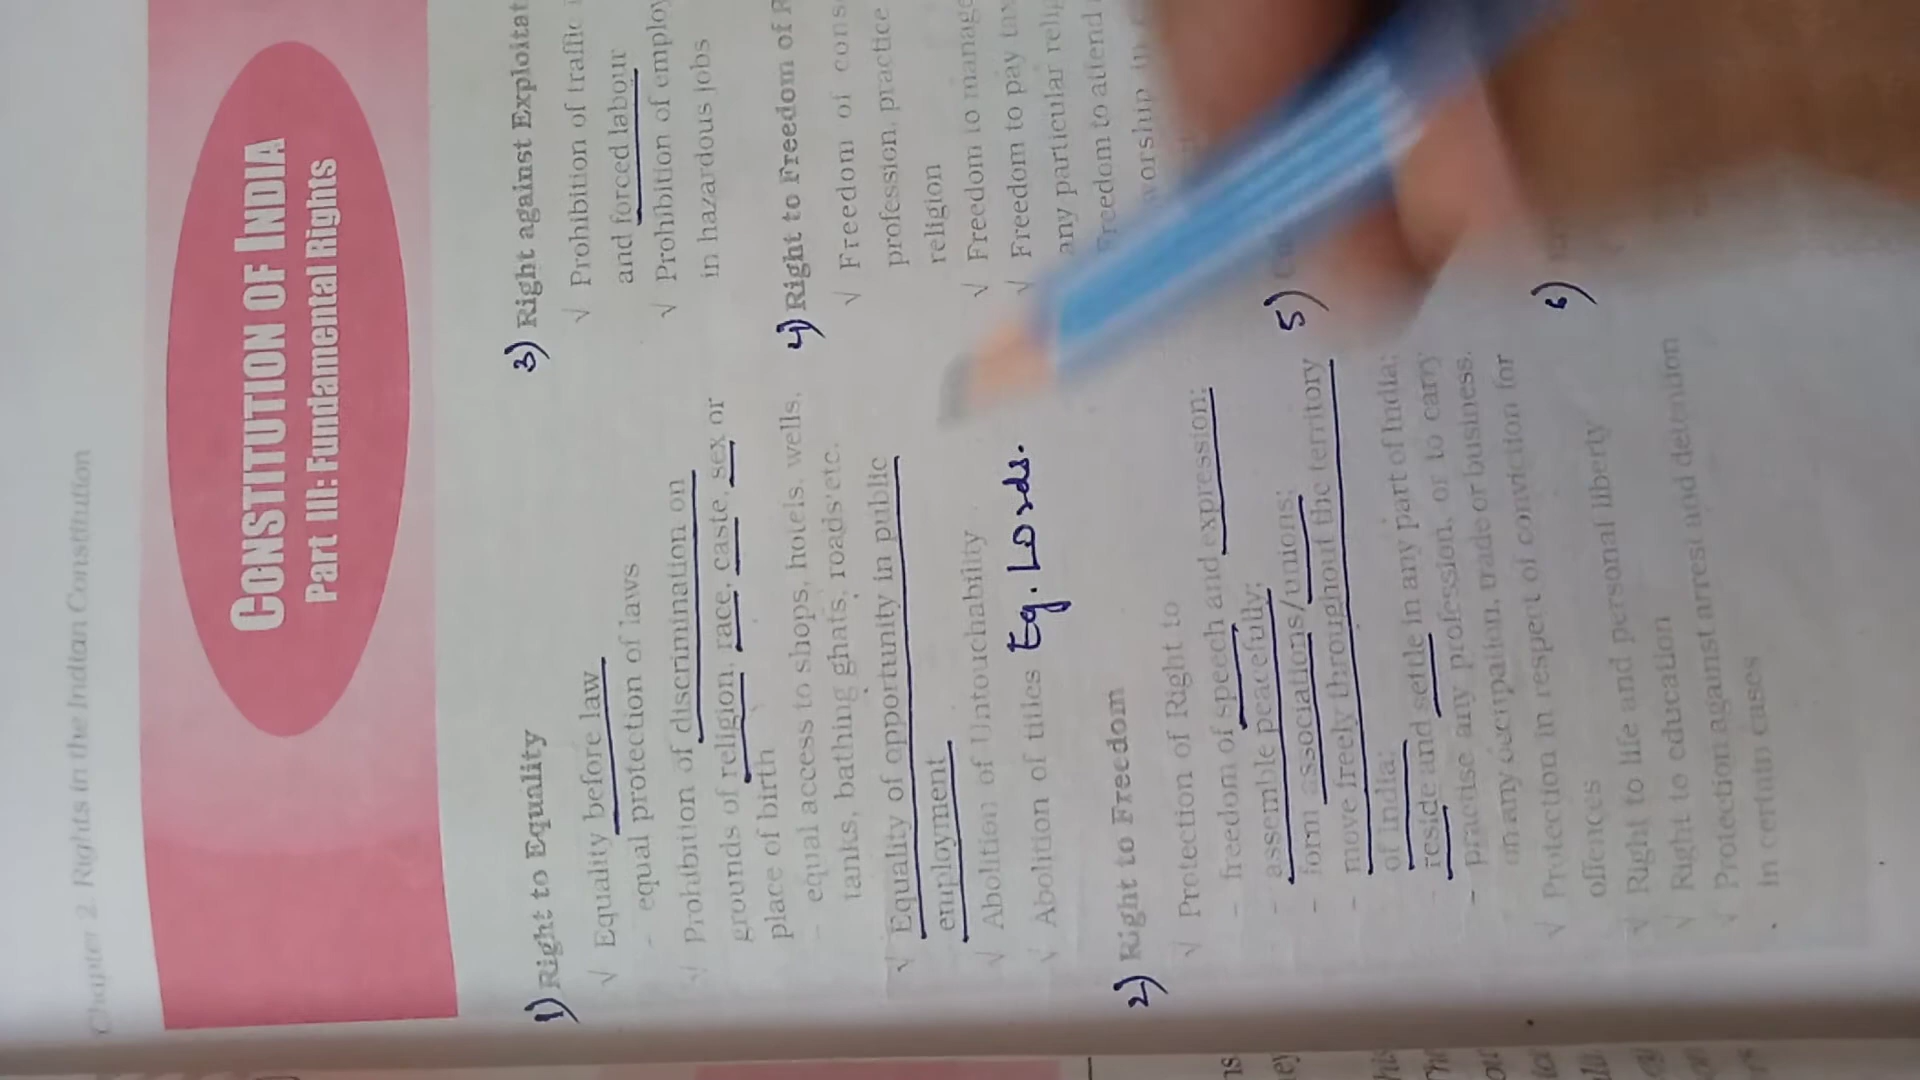 Chapter 2. Rights in the Indian Constitution
CONSTITUTION OF INDIA
Part III: Fundamental Rights
1) Right to Equality
√ Equality before law
- equal protection of laws
√ Prohibition of discrimination on
grounds of religion, race, caste, sex or
place of birth
- equal access to shops, hotels, wells,
tanks, bathing ghats, roads etc.
√ Equality of opportunity in public
employment
√ Abolition of Untouchability
√ Abolition of titles Eg. Lords.
2) Right to Freedom
√ Protection of Right to
- freedom of speech and expression;
- assemble peacefully;
- form associations/unions;
- move freely throughout the territory
of India;
- reside and settle in any part of India;
- practise any profession, or to carry
on any occupation, trade or business.
√ Protection in respect of conviction for
offences
√ Right to life and personal liberty
√ Right to education
√ Protection against arrest and detention
in certain cases
3) Right against
√ Prohibition of traffic
and forced labour
√ Prohibition of
in hazardous jobs
4) Right to Freedom of
√ Freedom of
profession, practice
religion
√ Freedom to manage
√ Freedom to pay
any particular
Freedom to attend
worship
5)
6)